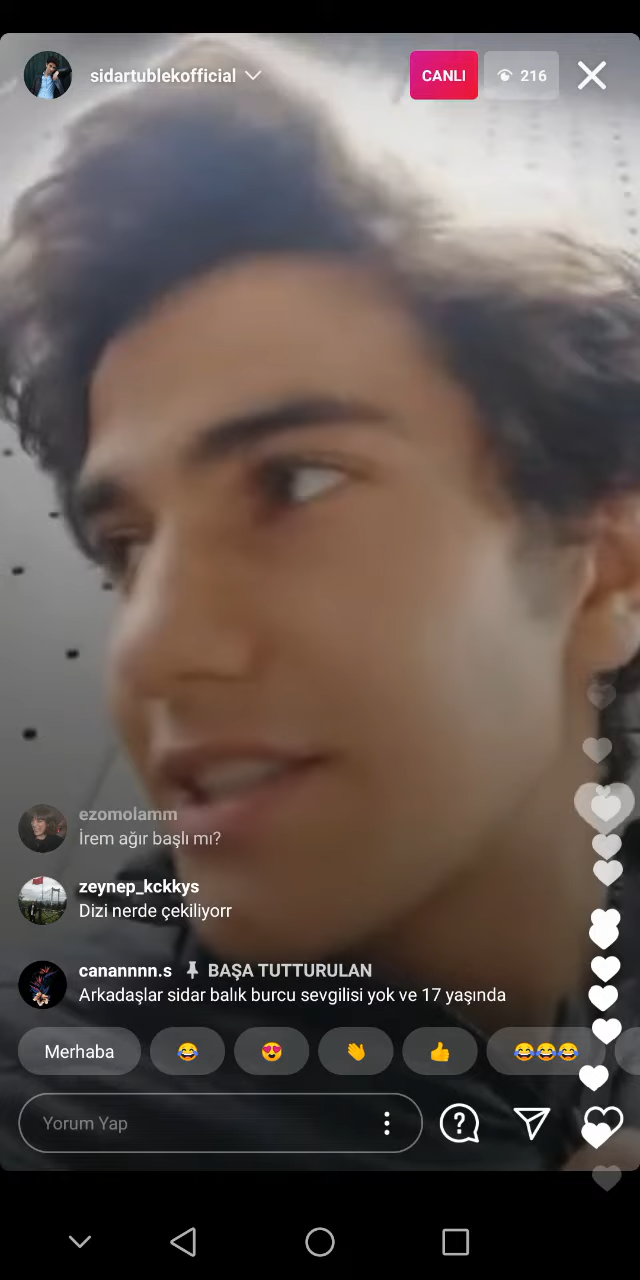 sidartublekofficial
CANLI
216
ezomolamm
İrem ağır başlı mı?
zeynep_kckkys
Dizi nerde çekiliyorr
canannnn.s BAŞA TUTTURULAN
Arkadaşlar sidar balık burcu sevgilisi yok ve 17 yaşında
Merhaba 😂 😍 👏 👍 😂😂😂
Yorum Yap